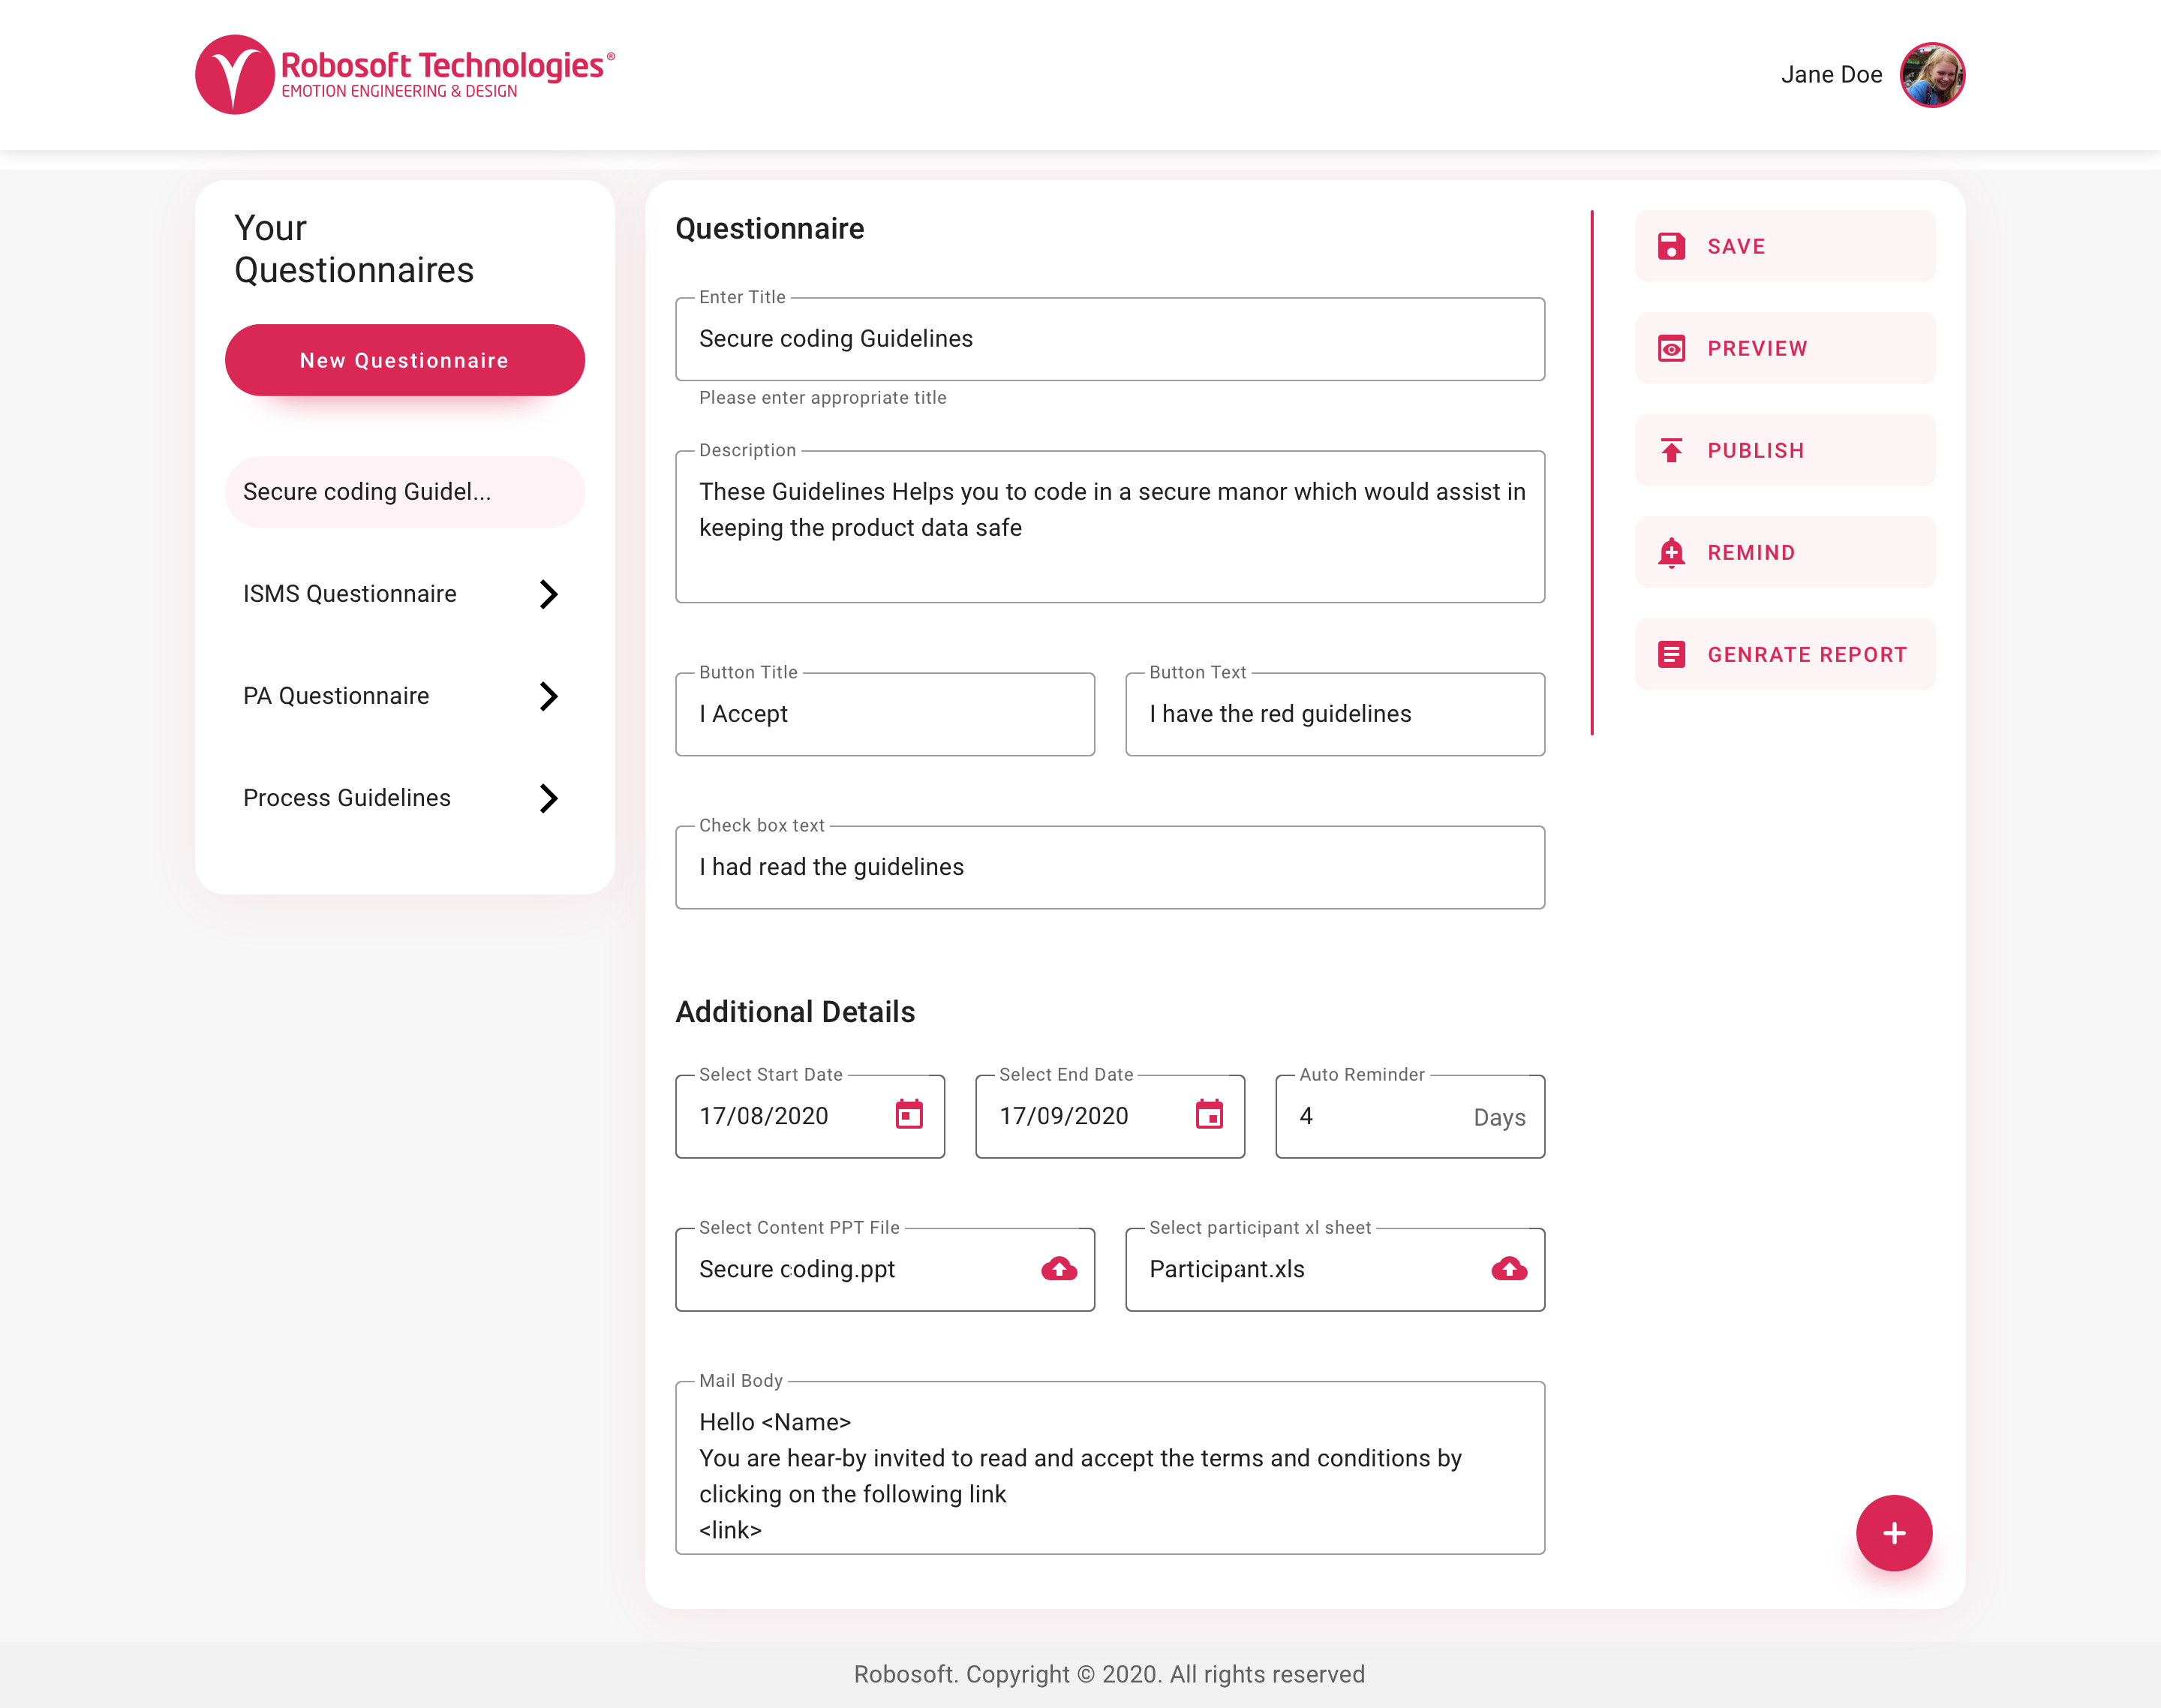 Robosoft Technologies®
EMOTION ENGINEERING & DESIGN
Jane Doe
Your
Questionnaires
New Questionnaire
Secure coding Guidel...
ISMS Questionnaire
PA Questionnaire
Process Guidelines
Questionnaire
Enter Title
Secure coding Guidelines
Please enter appropriate title
Description
These Guidelines Helps you to code in a secure manor which would assist in
keeping the product data safe
Button Title
I Accept
Button Text
I have the red guidelines
Check box text
I had read the guidelines
Additional Details
Select Start Date
17/08/2020
Select End Date
17/09/2020
Auto Reminder
4 Days
Select Content PPT File
Secure coding.ppt
Select participant xl sheet
Participant.xls
Mail Body
Hello <Name>
You are hear-by invited to read and accept the terms and conditions by
clicking on the following link
<link>
SAVE
PREVIEW
PUBLISH
REMIND
GENRATE REPORT
Robosoft. Copyright © 2020. All rights reserved